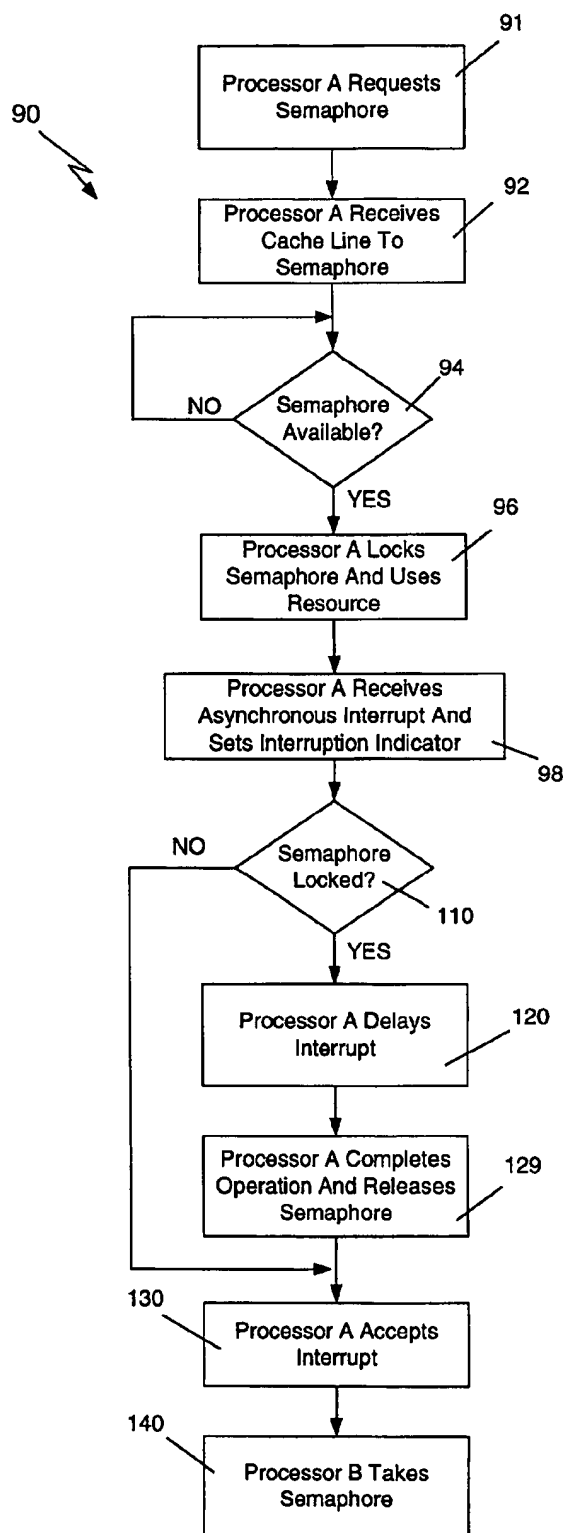 91
Processor A Requests
Semaphore
90
92
Processor A Receives
Cache Line To
Semaphore
94
NO
Semaphore
Available?
YES
96
Processor A Locks
Semaphore And Uses
Resource
Processor A Receives
Asynchronous Interrupt And
Sets Interruption Indicator
98
NO
Semaphore
Locked?
110
YES
120
Processor A Delays
Interrupt
Processor A Completes
Operation And Releases
Semaphore
129
130
Processor A Accepts
Interrupt
140
Processor B Takes
Semaphore